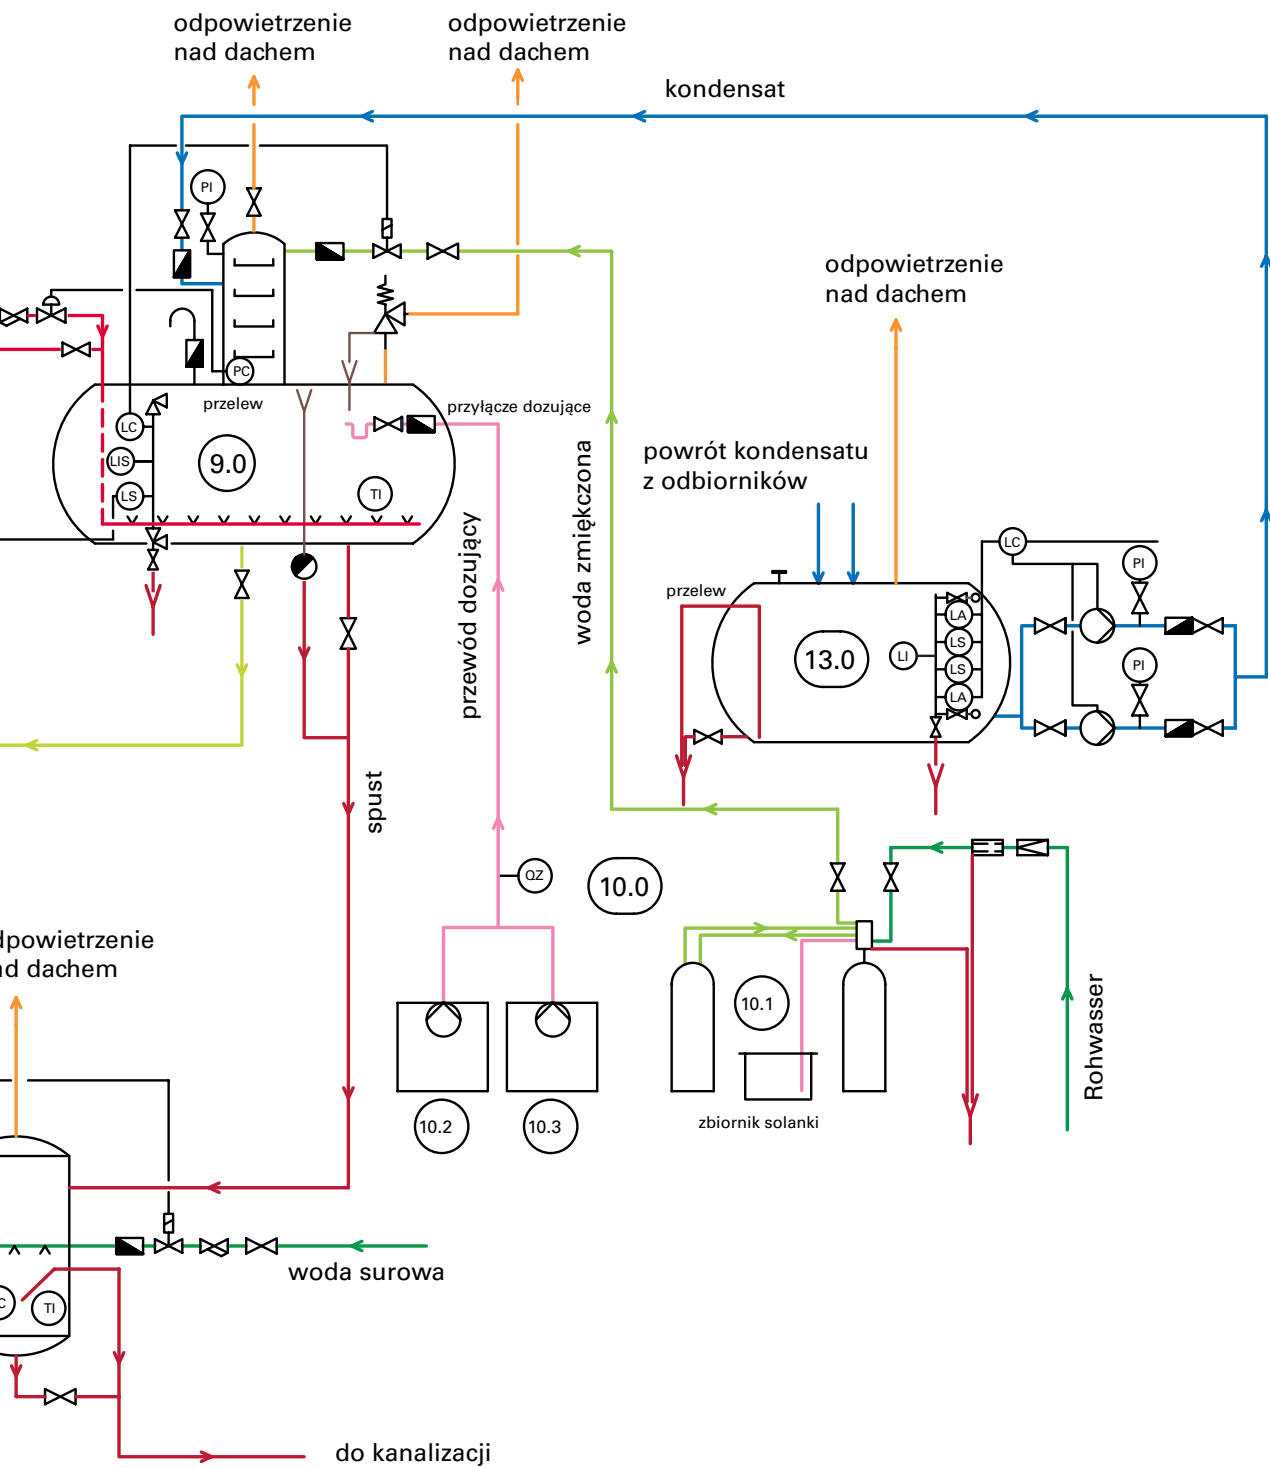 odpowietrzenie
nad dachem
odpowietrzenie
nad dachem
kondensat
PI
odpowietrzenie
nad dachem
PC
przelew
przyłącze dozujące
LC
LIS
LS
9.0
TI
woda zmiękczona
przewód dozujący
powrót kondensatu
z odbiorników
przelew
13.0
LI
LA
LS
LS
LA
LC
PI
PI
spust
QZ
10.0
dpowietrzenie
ad dachem
10.1
Rohwasser
10.2
10.3
zbiornik solanki
woda surowa
C
TI
do kanalizacji